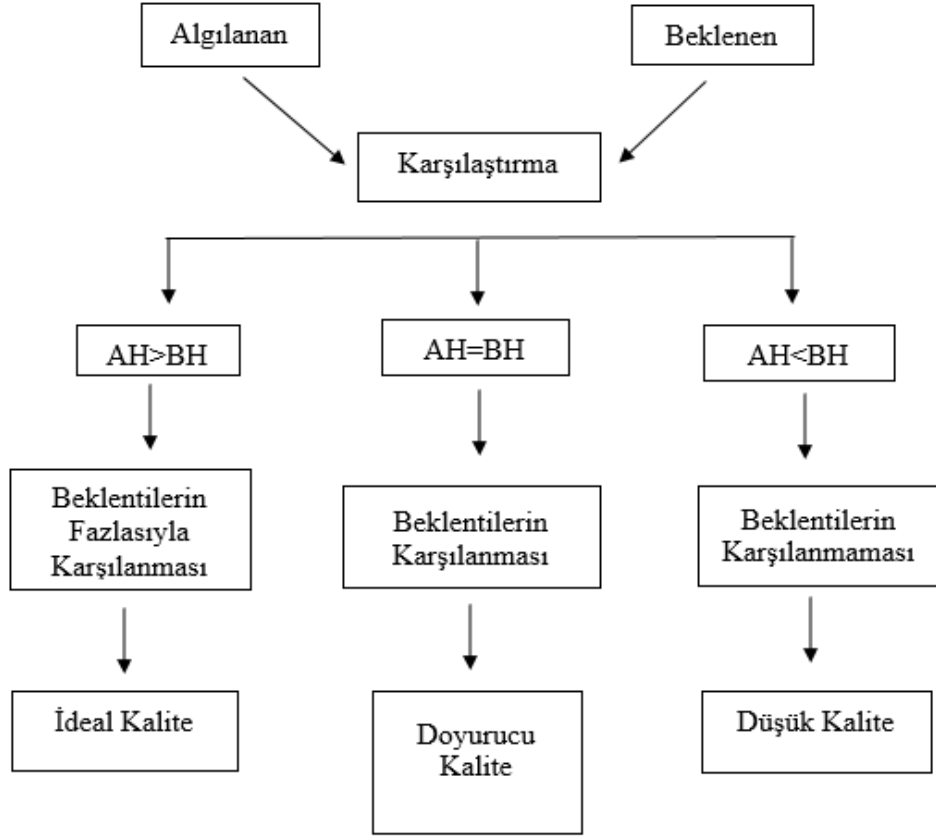 Algılanan
Beklenen
Karşılaştırma
AH>BH
AH=BH
AH<BH
Beklentilerin
Fazlasıyla
Karşılanması
Beklentilerin
Karşılanması
Beklentilerin
Karşılanmaması
İdeal Kalite
Doyurucu
Kalite
Düşük Kalite